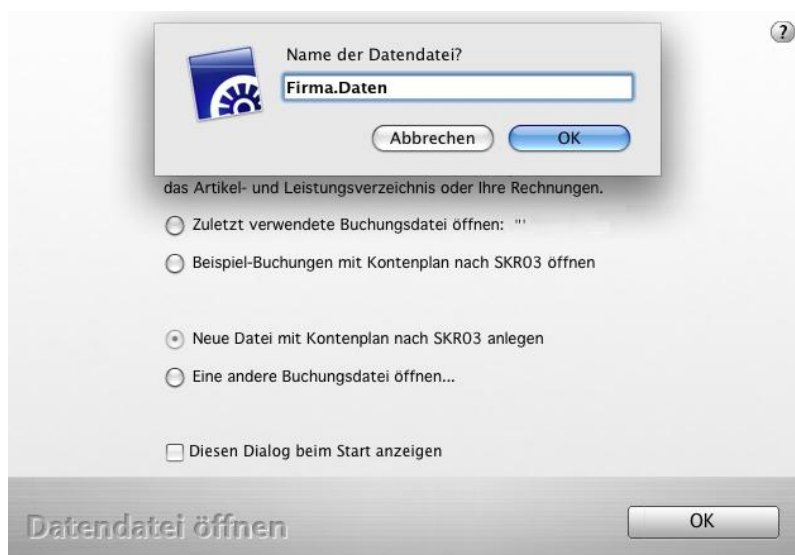 ?
Name der Datendatei?
Firma.Daten
Abbrechen
OK
das Artikel- und Leistungsverzeichnis oder Ihre Rechnungen.
Zuletzt verwendete Buchungsdatei öffnen: "'
Beispiel-Buchungen mit Kontenplan nach SKR03 öffnen
Neue Datei mit Kontenplan nach SKR03 anlegen
Eine andere Buchungsdatei öffnen...
Diesen Dialog beim Start anzeigen
Datendatei öffnen
OK